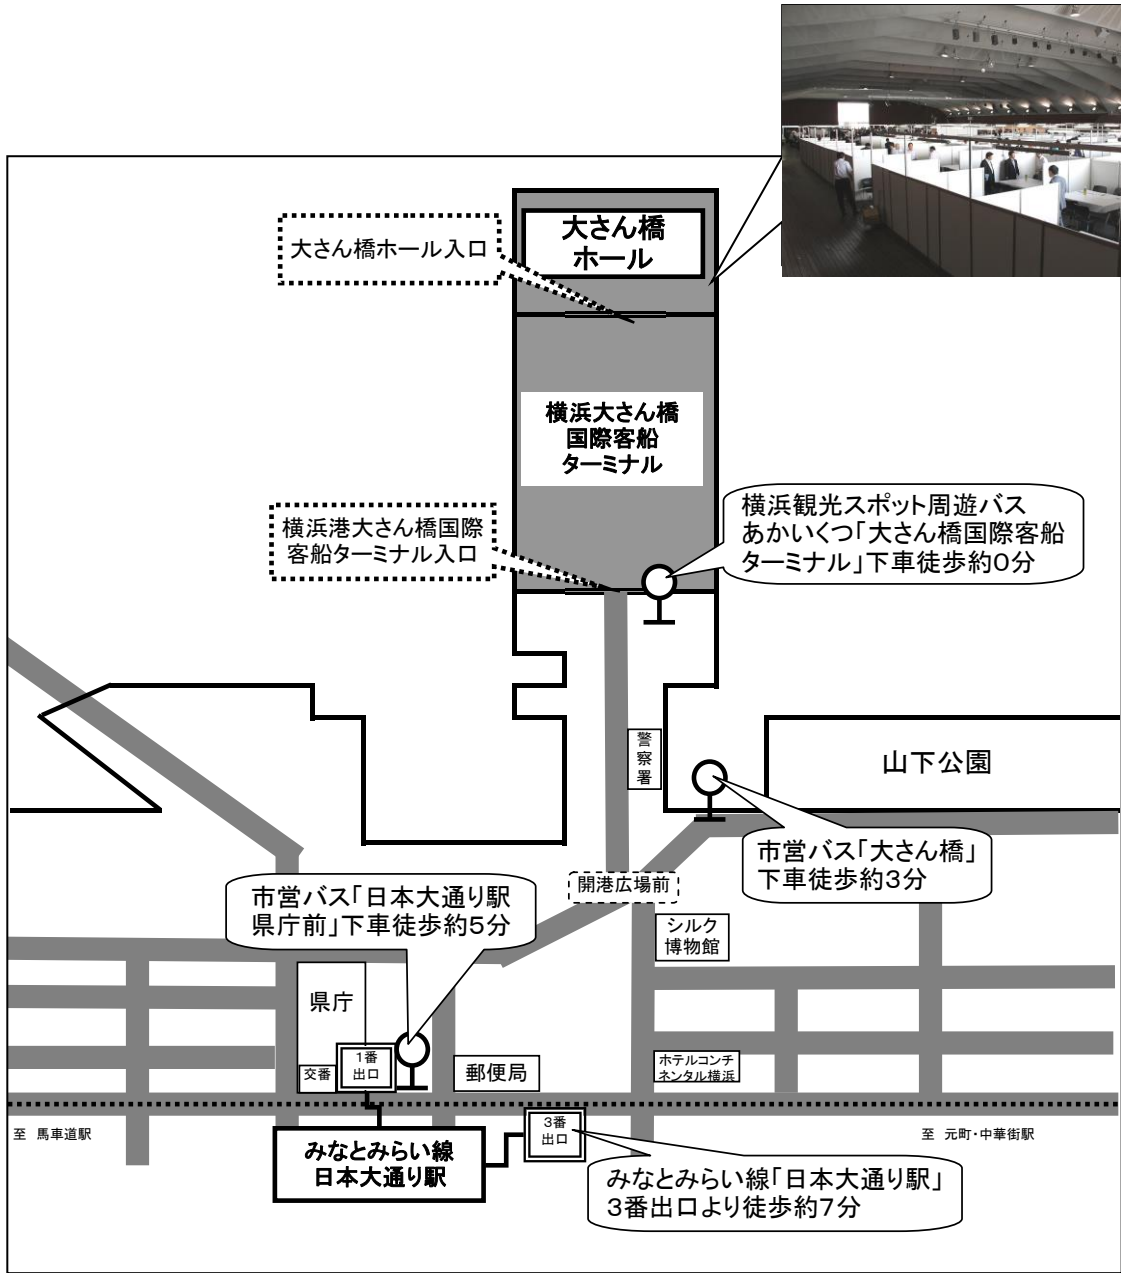 大さん橋
ホール
大さん橋ホール入口
横浜大さん橋
国際客船
ターミナル
横浜港大さん橋国際
客船ターミナル入口
横浜観光スポット周遊バス
あかいくつ「大さん橋国際客船
ターミナル」下車徒歩約0分
警
察
署
山下公園
市営バス「大さん橋」
下車徒歩約3分
開港広場前
市営バス「日本大通り駅
県庁前」下車徒歩約5分
シルク
博物館
県庁
1番
出口
交番
郵便局
ホテルコンチ
ネンタル横浜
至 馬車道駅
3番
出口
至 元町・中華街駅
みなとみらい線
日本大通り駅
みなとみらい線「日本大通り駅」
3番出口より徒歩約7分